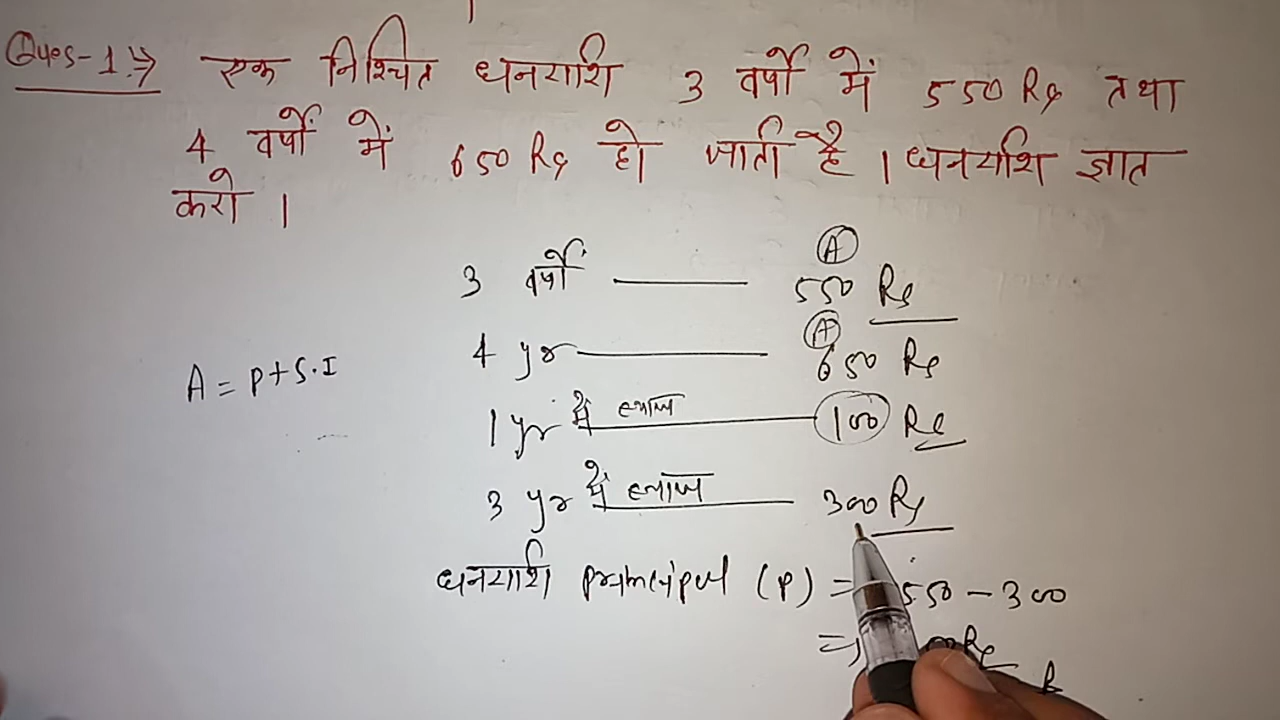 Ques-1.→ एक निश्चित धनराशि 3 वर्षों में 550 Rs तथा
4 वर्षों में 650 Rs हो जाती है । धनराशि ज्ञात
करो ।
(A)
3 वर्षों — 550 Rs
(A)
4 yr — 650 Rs
A = P+S.I
1 yr में ब्याज — 100 Rs
3 yr में ब्याज — 300 Rs
धनराशि principal (P) = 550 - 300
=